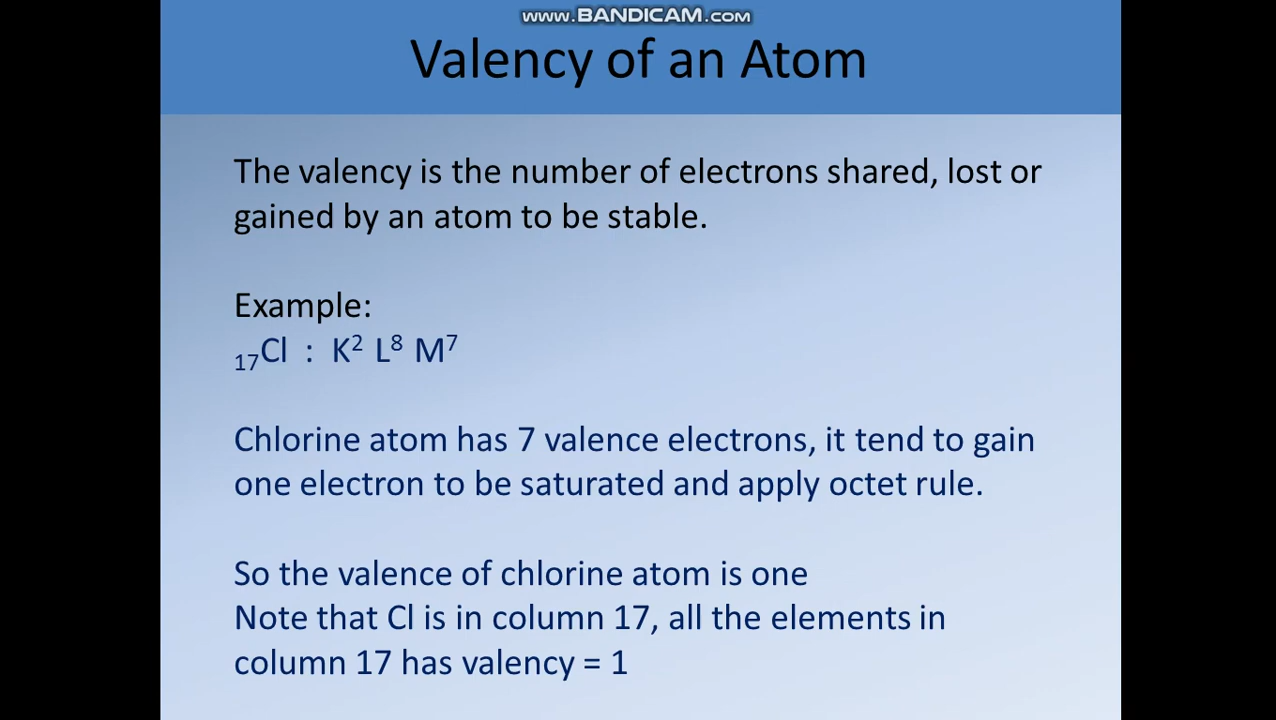 www.BANDICAM.com
Valency of an Atom
The valency is the number of electrons shared, lost or
gained by an atom to be stable.
Example:
₁₇Cl : K² L⁸ M⁷
Chlorine atom has 7 valence electrons, it tend to gain
one electron to be saturated and apply octet rule.
So the valence of chlorine atom is one
Note that Cl is in column 17, all the elements in
column 17 has valency = 1